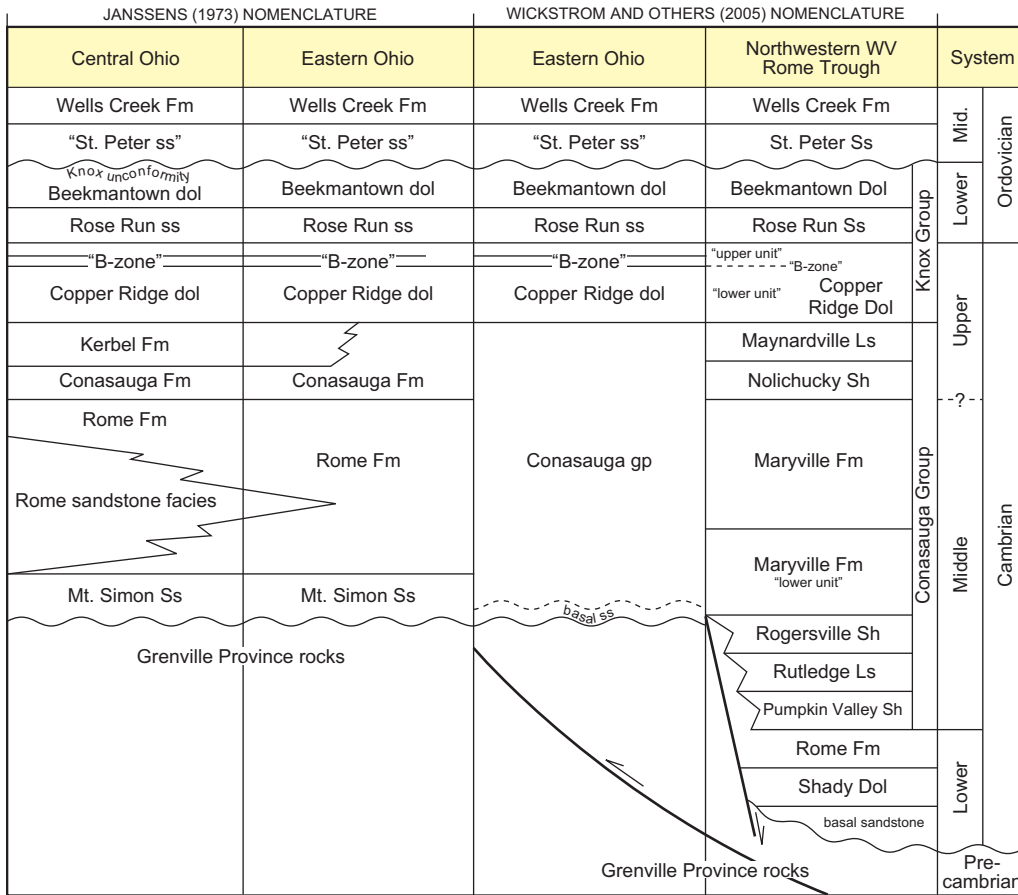 JANSSENS (1973) NOMENCLATURE
WICKSTROM AND OTHERS (2005) NOMENCLATURE
Central Ohio
Eastern Ohio
Eastern Ohio
Northwestern WV
Rome Trough
System
Wells Creek Fm
Wells Creek Fm
Wells Creek Fm
Wells Creek Fm
Mid.
Ordovician
“St. Peter ss”
“St. Peter ss”
“St. Peter ss”
St. Peter Ss
Knox unconformity
Beekmantown dol
Beekmantown dol
Beekmantown dol
Beekmantown Dol
Knox Group
Lower
Rose Run ss
Rose Run ss
Rose Run ss
Rose Run Ss
“B-zone”
“B-zone”
“B-zone”
“upper unit”
“B-zone”
Copper Ridge dol
Copper Ridge dol
Copper Ridge dol
“lower unit”
Copper
Ridge Dol
Upper
Kerbel Fm
Maynardville Ls
Conasauga Fm
Conasauga Fm
Nolichucky Sh
?
Rome Fm
Rome Fm
Conasauga gp
Maryville Fm
Conasauga Group
Middle
Cambrian
Rome sandstone facies
Maryville Fm
“lower unit”
Mt. Simon Ss
Mt. Simon Ss
basal ss
Rogersville Sh
Grenville Province rocks
Rutledge Ls
Pumpkin Valley Sh
Rome Fm
Lower
Shady Dol
basal sandstone
Grenville Province rocks
Pre-
cambrian